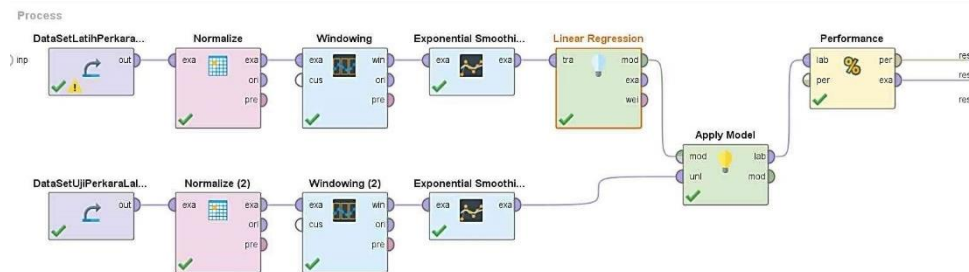 Process
inp
DataSetLatihPerkara...
out
Normalize
exa exa
ori
pre
Windowing
exa win
cus ori
pre
Exponential Smoothi...
exa exa
Linear Regression
tra mod
exa
wei
Apply Model
mod lab
unl mod
Performance
%
lab per
per exa
res
res
res
DataSetUjiPerkaraLal...
out
Normalize (2)
exa exa
ori
pre
Windowing (2)
exa win
cus ori
pre
Exponential Smoothi...
exa exa